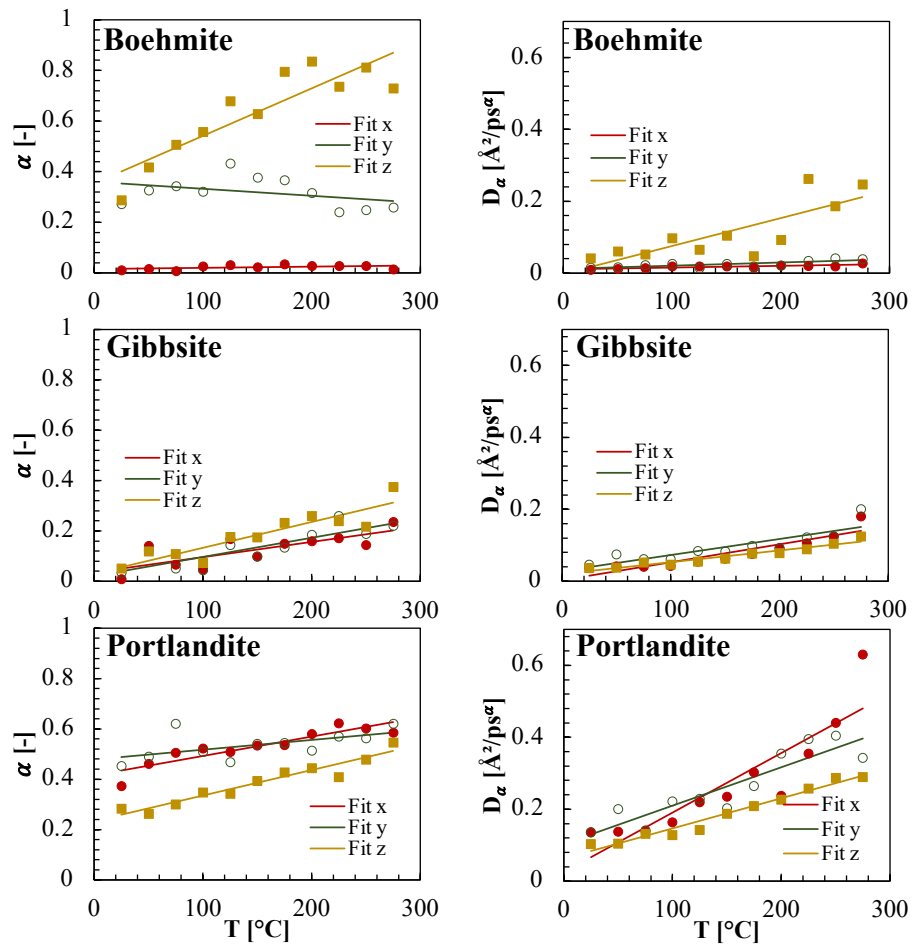 Boehmite
1
0.8
0.6
0.4
0.2
0
α [-]
Fit x
Fit y
Fit z
0 100 200 300
Boehmite
0.6
0.4
0.2
0
Dα [Å²/ps^α]
Fit x
Fit y
Fit z
0 100 200 300
Gibbsite
1
0.8
0.6
0.4
0.2
0
α [-]
Fit x
Fit y
Fit z
0 100 200 300
Gibbsite
0.6
0.4
0.2
0
Dα [Å²/ps^α]
Fit x
Fit y
Fit z
0 100 200 300
Portlandite
1
0.8
0.6
0.4
0.2
0
α [-]
Fit x
Fit y
Fit z
0 100 200 300
T [°C]
Portlandite
0.6
0.4
0.2
0
Dα [Å²/ps^α]
Fit x
Fit y
Fit z
0 100 200 300
T [°C]